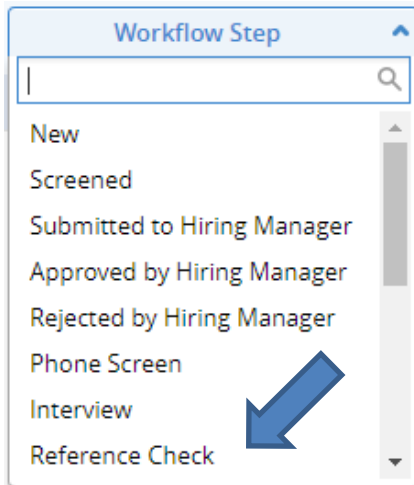 Workflow Step
New
Screened
Submitted to Hiring Manager
Approved by Hiring Manager
Rejected by Hiring Manager
Phone Screen
Interview
Reference Check